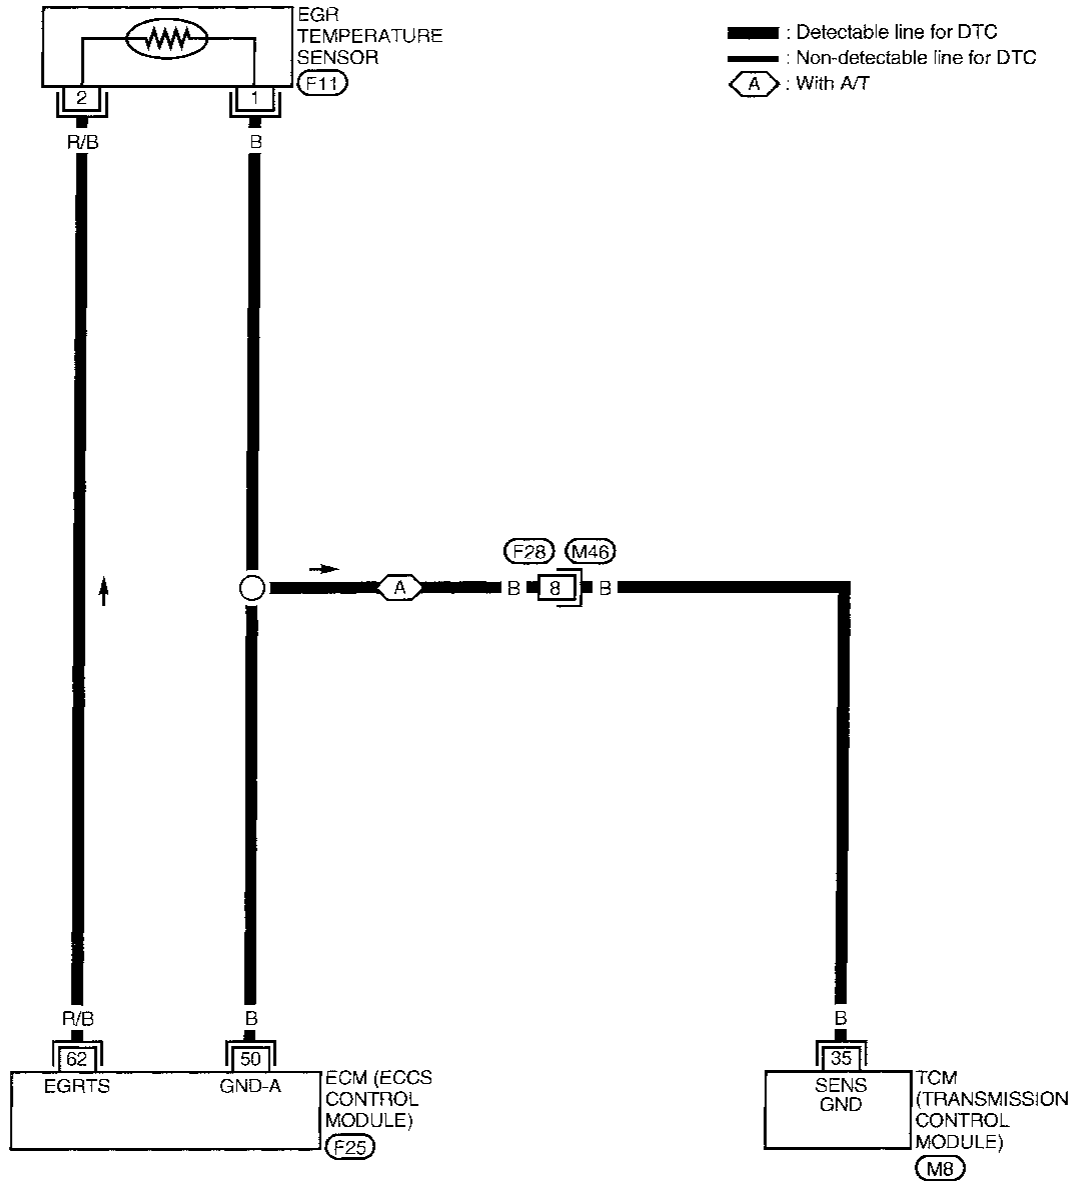 EGR
TEMPERATURE
SENSOR
F11
: Detectable line for DTC
: Non-detectable line for DTC
A : With A/T
2
1
R/B
B
F28
M46
A
B
8
B
R/B
B
B
62
50
35
EGRTS
GND-A
ECM (ECCS
CONTROL
MODULE)
F25
SENS
GND
TCM
(TRANSMISSION
CONTROL
MODULE)
M8